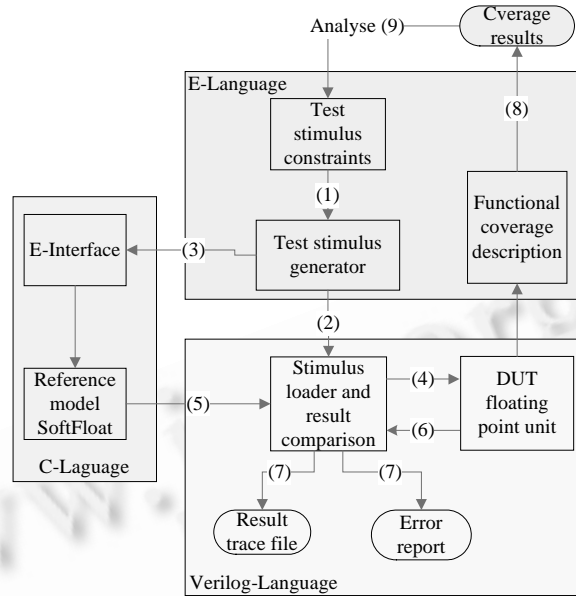 Cverage
results
Analyse (9)
E-Language
Test
stimulus
constraints
(8)
(1)
Functional
coverage
description
E-Interface
(3)
Test stimulus
generator
(2)
Reference
model
SoftFloat
(5)
Stimulus
loader and
result
comparison
(4)
(6)
DUT
floating
point unit
C-Laguage
(7)
(7)
Result
trace file
Error
report
Verilog-Language